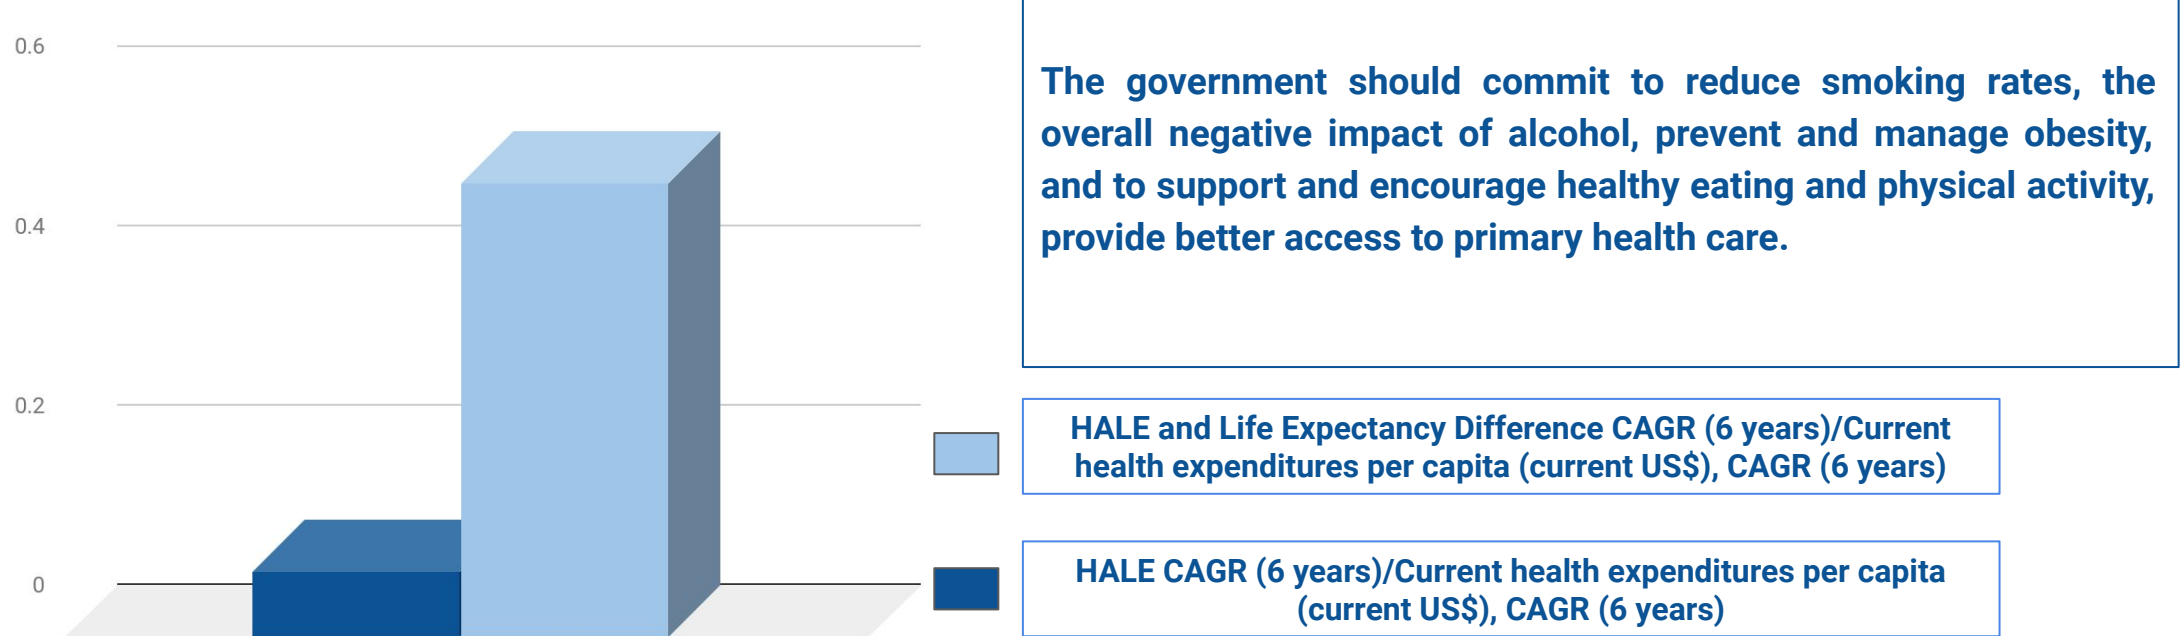 0.6
0.4
0.2
0
The government should commit to reduce smoking rates, the
overall negative impact of alcohol, prevent and manage obesity,
and to support and encourage healthy eating and physical activity,
provide better access to primary health care.
HALE and Life Expectancy Difference CAGR (6 years)/Current
health expenditures per capita (current US$), CAGR (6 years)
HALE CAGR (6 years)/Current health expenditures per capita
(current US$), CAGR (6 years)